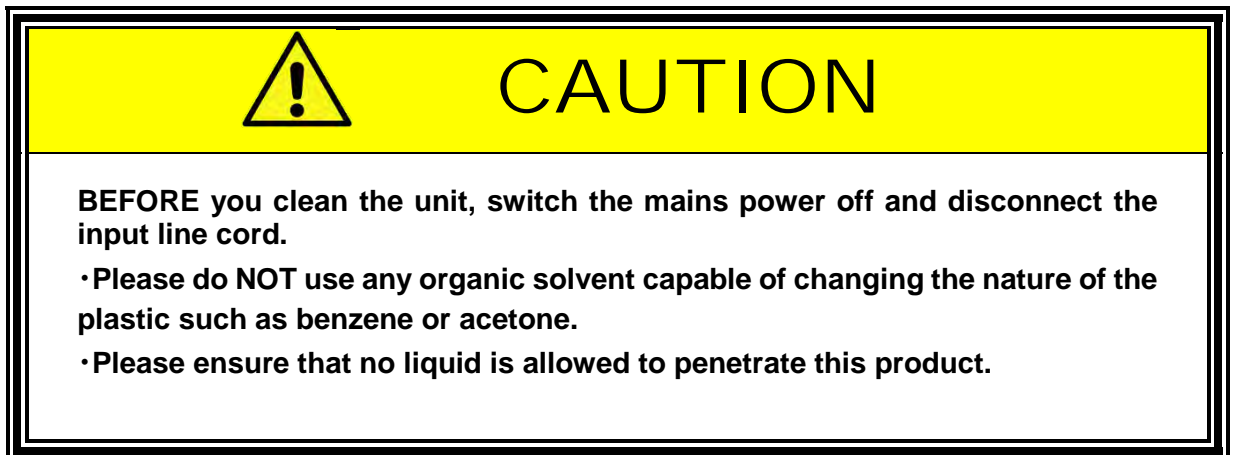 CAUTION
BEFORE you clean the unit, switch the mains power off and disconnect the
input line cord.
・Please do NOT use any organic solvent capable of changing the nature of the
plastic such as benzene or acetone.
・Please ensure that no liquid is allowed to penetrate this product.